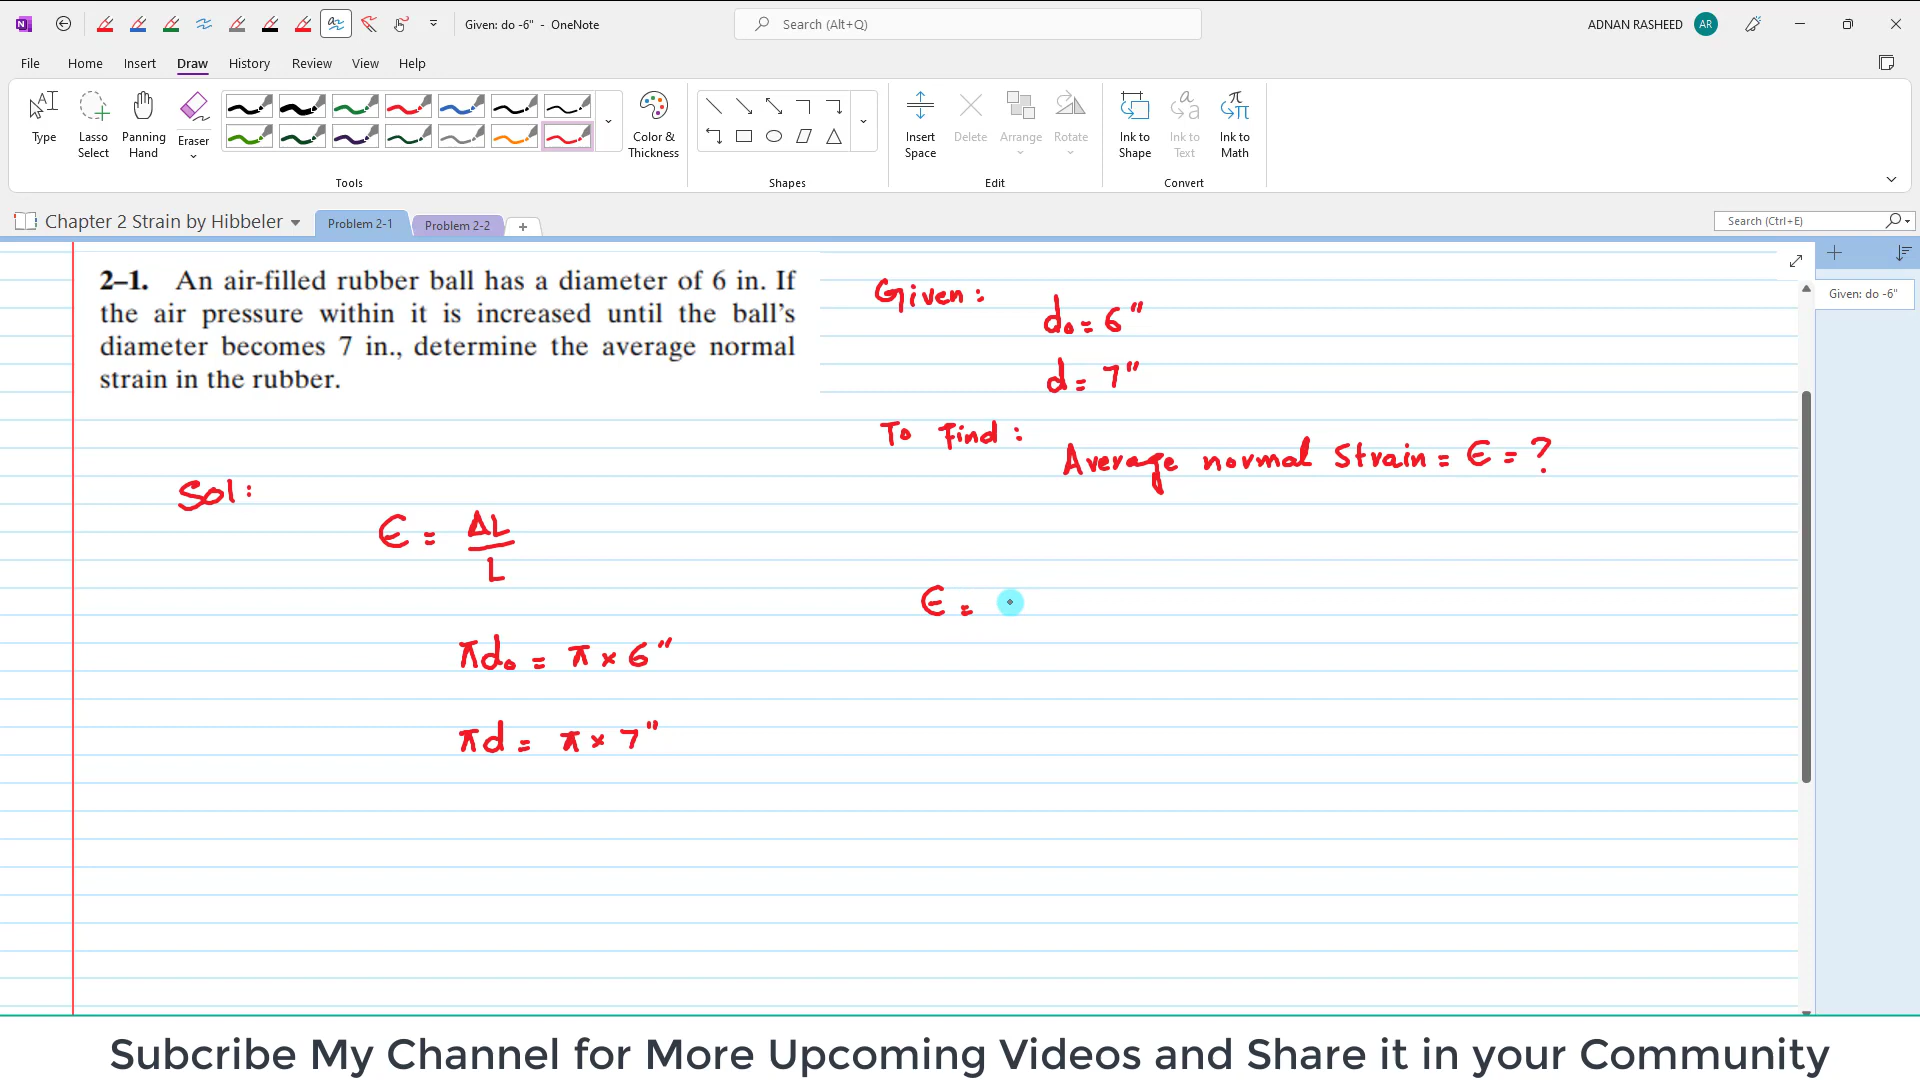 Given: do -6" - OneNote
Search (Alt+Q)
ADNAN RASHEED
AR
File Home Insert Draw History Review View Help
Type
Lasso Select
Panning Hand
Eraser
Color & Thickness
Insert Space
Delete
Arrange
Rotate
Ink to Shape
Ink to Text
Ink to Math
Tools
Shapes
Edit
Convert
Chapter 2 Strain by Hibbeler
Problem 2-1
Problem 2-2
Search (Ctrl+E)
Given: do -6"
2–1. An air-filled rubber ball has a diameter of 6 in. If
the air pressure within it is increased until the ball's
diameter becomes 7 in., determine the average normal
strain in the rubber.
Given:
d₀ = 6"
d = 7"
To Find:
Average normal Strain = ϵ = ?
Sol:
ϵ = ΔL / L
πd₀ = π × 6"
πd = π × 7"
ϵ =
Subcribe My Channel for More Upcoming Videos and Share it in your Community